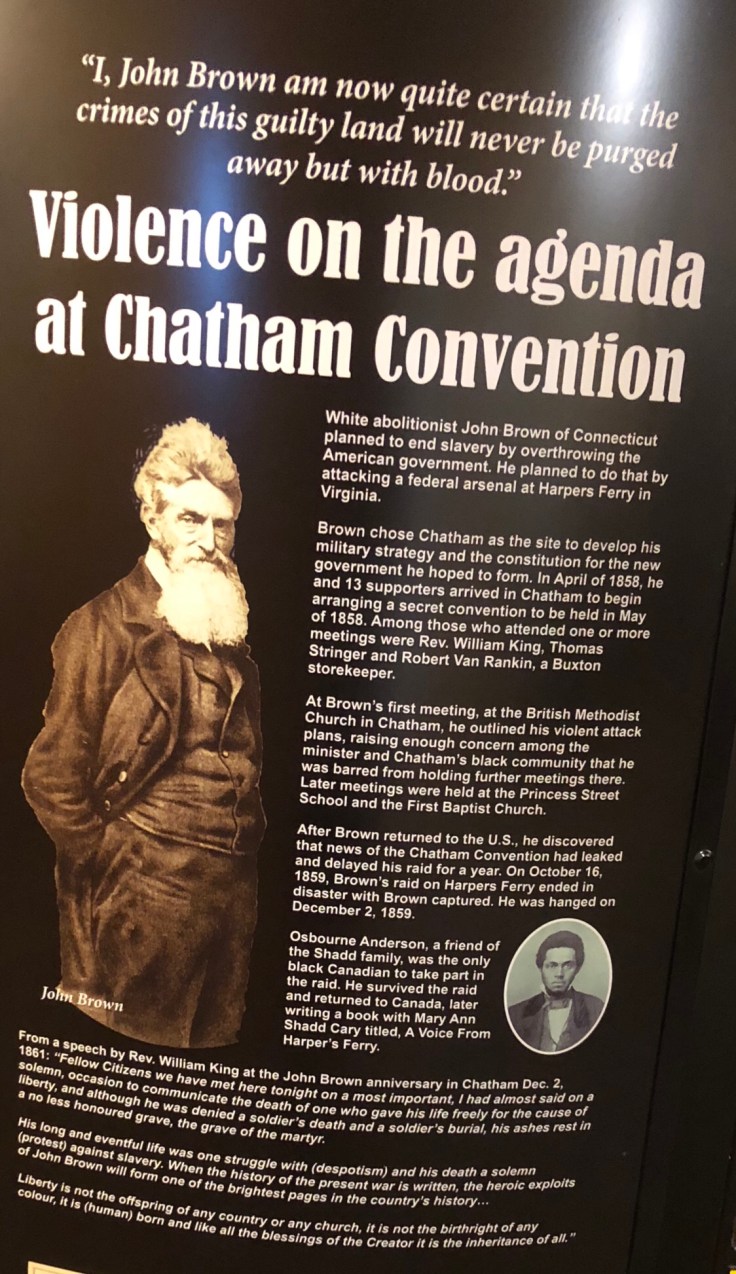 “I, John Brown am now quite certain that the
crimes of this guilty land will never be purged
away but with blood.”
Violence on the agenda
at Chatham Convention
White abolitionist John Brown of Connecticut
planned to end slavery by overthrowing the
American government. He planned to do that by
attacking a federal arsenal at Harpers Ferry in
Virginia.
Brown chose Chatham as the site to develop his
military strategy and the constitution for the new
government he hoped to form. In April of 1858, he
and 13 supporters arrived in Chatham to begin
arranging a secret convention to be held in May
of 1858. Among those who attended one or more
meetings were Rev. William King, Thomas
Stringer and Robert Van Rankin, a Buxton
storekeeper.
At Brown’s first meeting, at the British Methodist
Church in Chatham, he outlined his violent attack
plans, raising enough concern among the
minister and Chatham’s black community that he
was barred from holding further meetings there.
Later meetings were held at the Princess Street
School and the First Baptist Church.
After Brown returned to the U.S., he discovered
that news of the Chatham Convention had leaked
and delayed his raid for a year. On October 16,
1859, Brown’s raid on Harpers Ferry ended in
disaster with Brown captured. He was hanged on
December 2, 1859.
Osbourne Anderson, a friend of
the Shadd family, was the only
black Canadian to take part in
the raid. He survived the raid
and returned to Canada, later
writing a book with Mary Ann
Shadd Cary titled, A Voice From
Harper’s Ferry.
John Brown
From a speech by Rev. William King at the John Brown anniversary in Chatham Dec. 2,
1861: “Fellow Citizens we have met here tonight on a most important, I had almost said on a
solemn, occasion to communicate the death of one who gave his life freely for the cause of
liberty, and although he was denied a soldier’s death and a soldier’s burial, his ashes rest in
a no less honoured grave, the grave of the martyr.
His long and eventful life was one struggle with (despotism) and his death a solemn
(protest) against slavery. When the history of the present war is written, the heroic exploits
of John Brown will form one of the brightest pages in the country’s history…
Liberty is not the offspring of any country or any church, it is not the birthright of any
colour, it is (human) born and like all the blessings of the Creator it is the inheritance of all.”